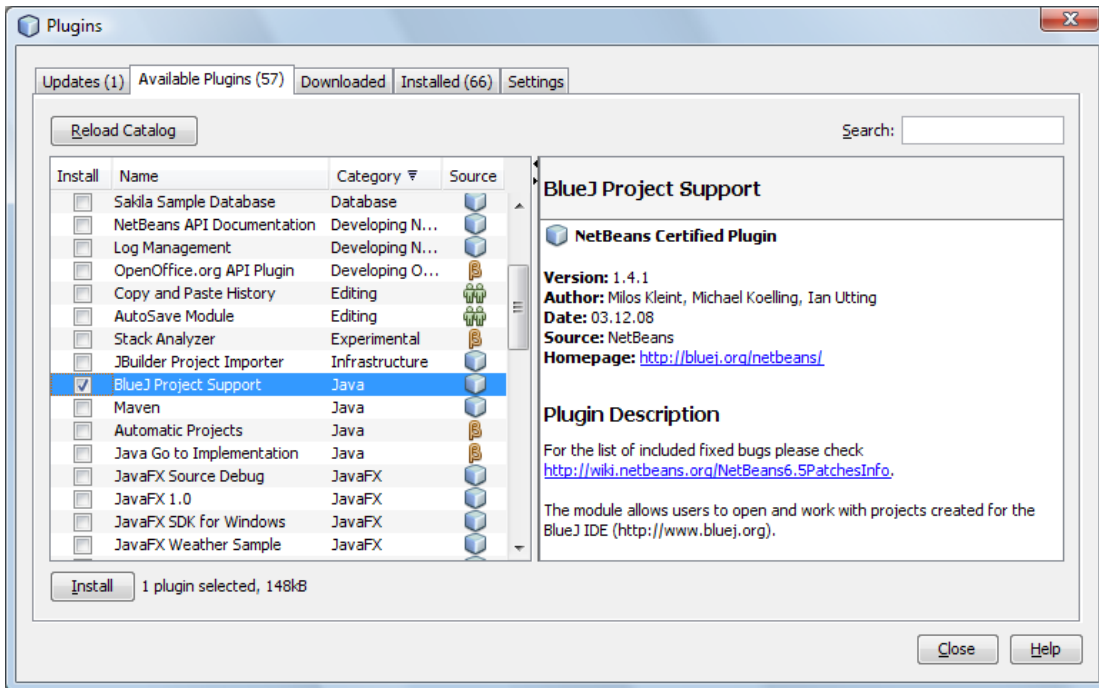 Plugins
Updates (1) Available Plugins (57) Downloaded Installed (66) Settings
Reload Catalog Search:
Install Name Category Source
Sakila Sample Database Database
NetBeans API Documentation Developing N...
Log Management Developing N...
OpenOffice.org API Plugin Developing O...
Copy and Paste History Editing
AutoSave Module Editing
Stack Analyzer Experimental
JBuilder Project Importer Infrastructure
BlueJ Project Support Java
Maven Java
Automatic Projects Java
Java Go to Implementation Java
JavaFX Source Debug JavaFX
JavaFX 1.0 JavaFX
JavaFX SDK for Windows JavaFX
JavaFX Weather Sample JavaFX
BlueJ Project Support
NetBeans Certified Plugin
Version: 1.4.1
Author: Milos Kleint, Michael Koelling, Ian Utting
Date: 03.12.08
Source: NetBeans
Homepage: http://bluej.org/netbeans/
Plugin Description
For the list of included fixed bugs please check
http://wiki.netbeans.org/NetBeans6.5PatchesInfo.
The module allows users to open and work with projects created for the
BlueJ IDE (http://www.bluej.org).
Install 1 plugin selected, 148kB
Close Help